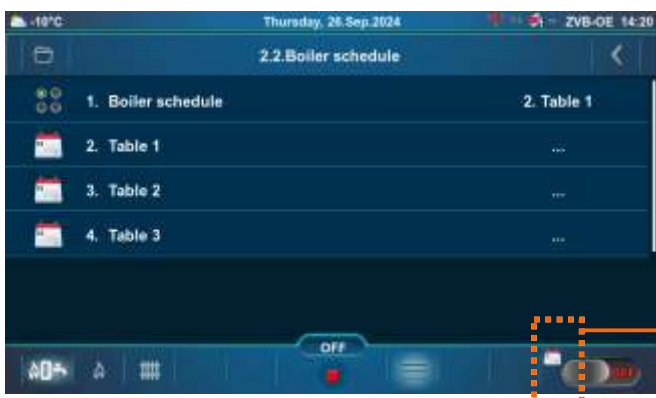 -10°C Thursday, 26.Sep.2024 ZVB-OE 14:20
2.2.Boiler schedule
1. Boiler schedule 2. Table 1
2. Table 1 ...
3. Table 2 ...
4. Table 3 ...
OFF
OFF